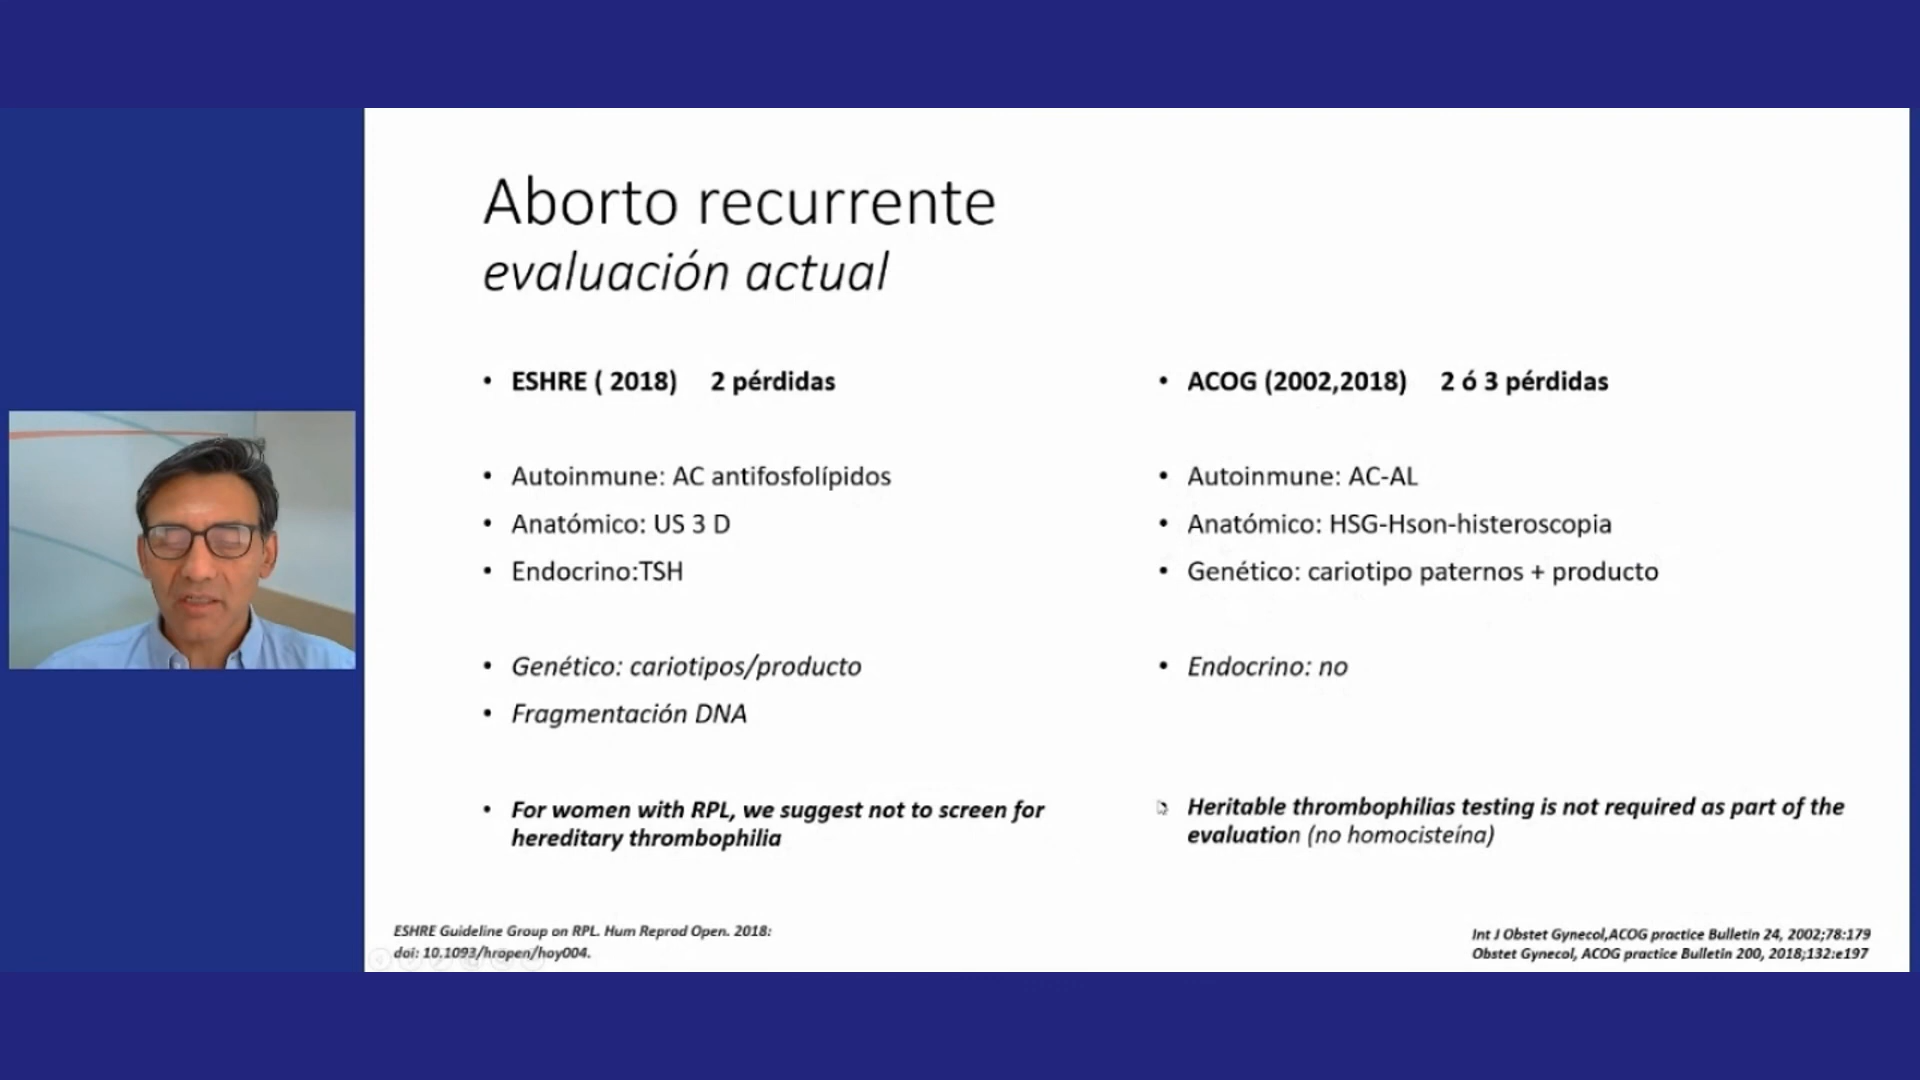 Aborto recurrente
evaluación actual
• ESHRE ( 2018) 2 pérdidas
• Autoinmune: AC antifosfolípidos
• Anatómico: US 3 D
• Endocrino:TSH
• Genético: cariotipos/producto
• Fragmentación DNA
• For women with RPL, we suggest not to screen for
hereditary thrombophilia
• ACOG (2002,2018) 2 ó 3 pérdidas
• Autoinmune: AC-AL
• Anatómico: HSG-Hson-histeroscopia
• Genético: cariotipo paternos + producto
• Endocrino: no
Heritable thrombophilias testing is not required as part of the
evaluation (no homocisteína)
ESHRE Guideline Group on RPL. Hum Reprod Open. 2018:
doi: 10.1093/hropen/hoy004.
Int J Obstet Gynecol,ACOG practice Bulletin 24, 2002;78:179
Obstet Gynecol, ACOG practice Bulletin 200, 2018;132:e197